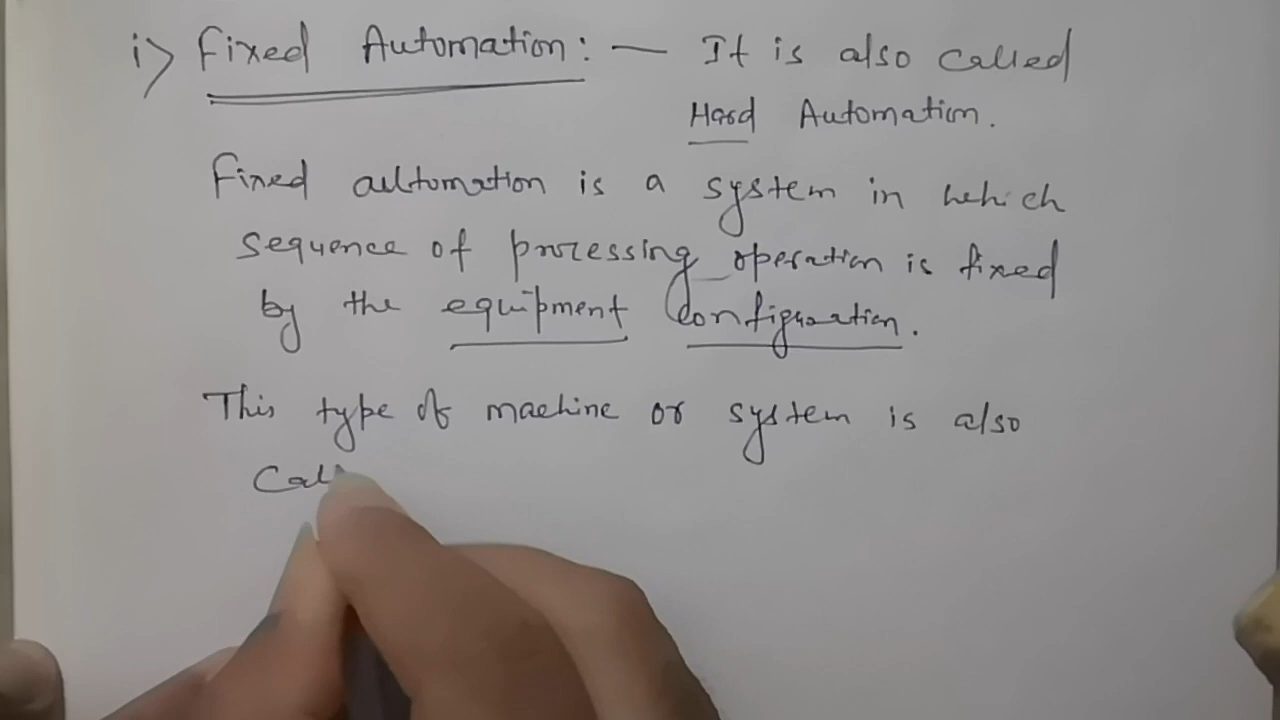 i) Fixed Automation: — It is also called
Hard Automation.
Fixed automation is a system in which
sequence of processing operation is fixed
by the equipment configuration.
This type of machine or system is also
Call